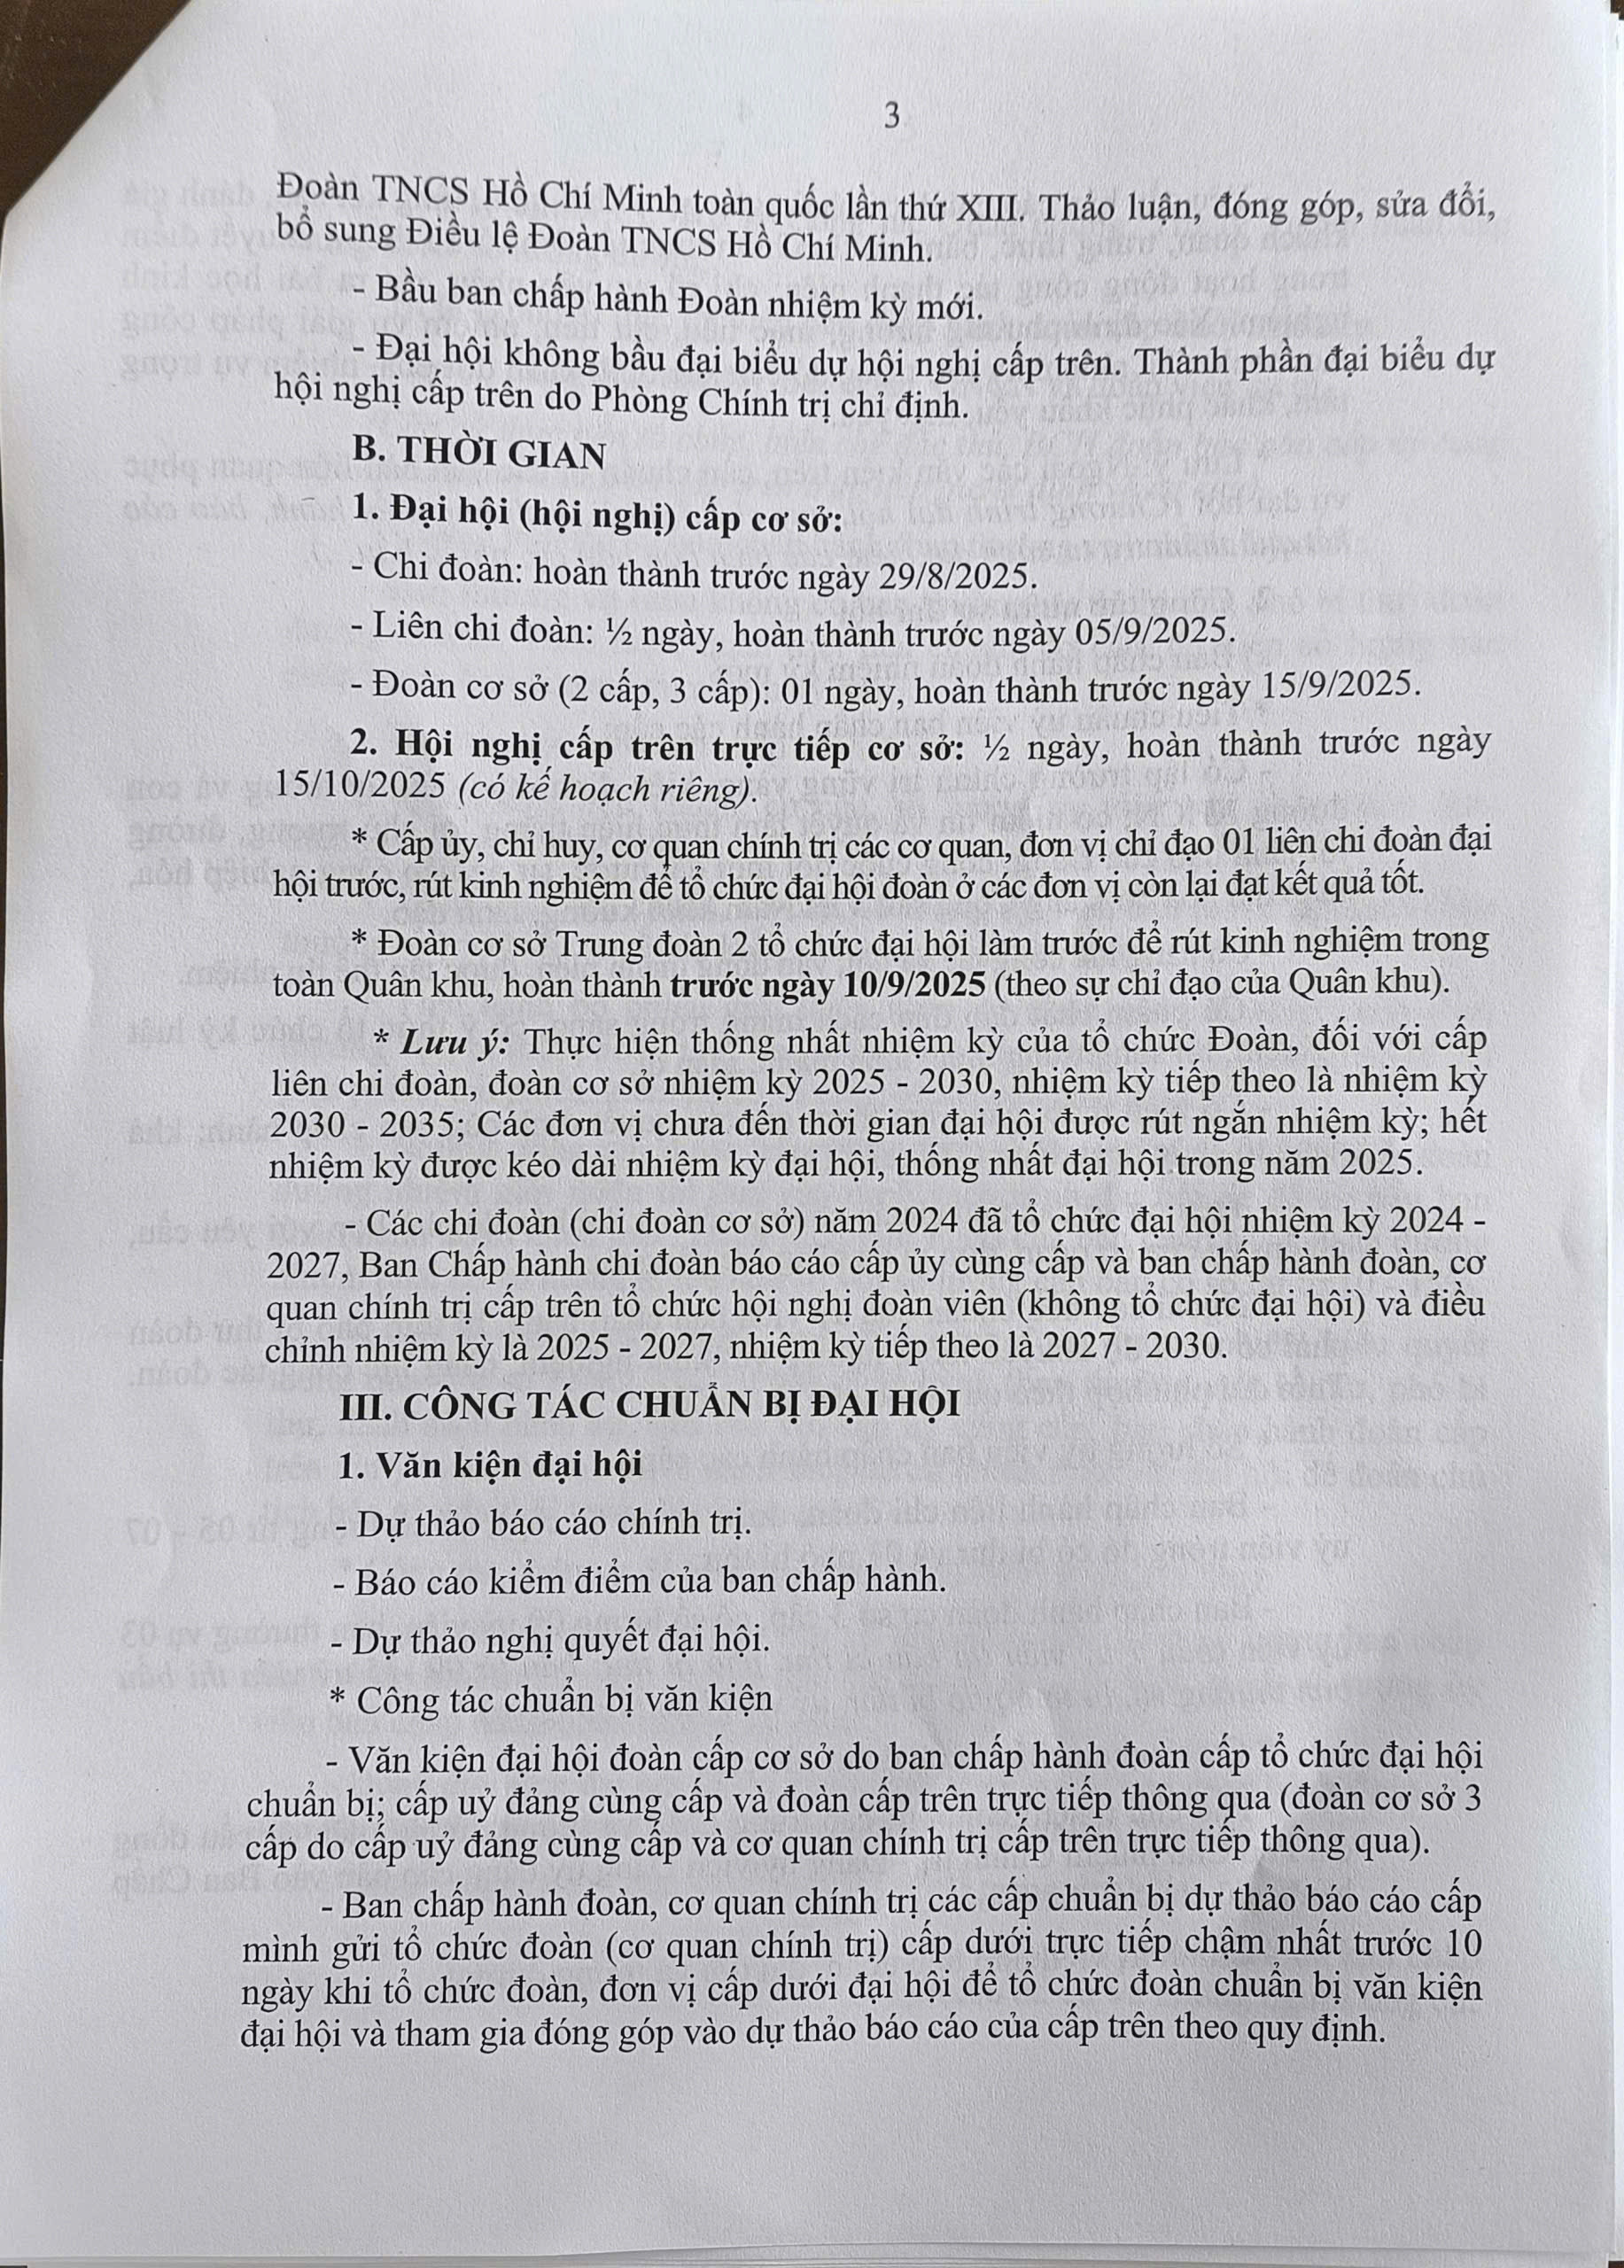 3
Đoàn TNCS Hồ Chí Minh toàn quốc lần thứ XIII. Thảo luận, đóng góp, sửa đổi,
bổ sung Điều lệ Đoàn TNCS Hồ Chí Minh.
- Bầu ban chấp hành Đoàn nhiệm kỳ mới.
- Đại hội không bầu đại biểu dự hội nghị cấp trên. Thành phần đại biểu dự
hội nghị cấp trên do Phòng Chính trị chỉ định.
B. THỜI GIAN
1. Đại hội (hội nghị) cấp cơ sở:
- Chi đoàn: hoàn thành trước ngày 29/8/2025.
- Liên chi đoàn: ½ ngày, hoàn thành trước ngày 05/9/2025.
- Đoàn cơ sở (2 cấp, 3 cấp): 01 ngày, hoàn thành trước ngày 15/9/2025.
2. Hội nghị cấp trên trực tiếp cơ sở: ½ ngày, hoàn thành trước ngày
15/10/2025 (có kế hoạch riêng).
* Cấp ủy, chỉ huy, cơ quan chính trị các cơ quan, đơn vị chỉ đạo 01 liên chi đoàn đại
hội trước, rút kinh nghiệm để tổ chức đại hội đoàn ở các đơn vị còn lại đạt kết quả tốt.
* Đoàn cơ sở Trung đoàn 2 tổ chức đại hội làm trước để rút kinh nghiệm trong
toàn Quân khu, hoàn thành trước ngày 10/9/2025 (theo sự chỉ đạo của Quân khu).
* Lưu ý: Thực hiện thống nhất nhiệm kỳ của tổ chức Đoàn, đối với cấp
liên chi đoàn, đoàn cơ sở nhiệm kỳ 2025 - 2030, nhiệm kỳ tiếp theo là nhiệm kỳ
2030 - 2035; Các đơn vị chưa đến thời gian đại hội được rút ngắn nhiệm kỳ; hết
nhiệm kỳ được kéo dài nhiệm kỳ đại hội, thống nhất đại hội trong năm 2025.
- Các chi đoàn (chi đoàn cơ sở) năm 2024 đã tổ chức đại hội nhiệm kỳ 2024 -
2027, Ban Chấp hành chi đoàn báo cáo cấp ủy cùng cấp và ban chấp hành đoàn, cơ
quan chính trị cấp trên tổ chức hội nghị đoàn viên (không tổ chức đại hội) và điều
chỉnh nhiệm kỳ là 2025 - 2027, nhiệm kỳ tiếp theo là 2027 - 2030.
III. CÔNG TÁC CHUẨN BỊ ĐẠI HỘI
1. Văn kiện đại hội
- Dự thảo báo cáo chính trị.
- Báo cáo kiểm điểm của ban chấp hành.
- Dự thảo nghị quyết đại hội.
* Công tác chuẩn bị văn kiện
- Văn kiện đại hội đoàn cấp cơ sở do ban chấp hành đoàn cấp tổ chức đại hội
chuẩn bị; cấp uỷ đảng cùng cấp và đoàn cấp trên trực tiếp thông qua (đoàn cơ sở 3
cấp do cấp uỷ đảng cùng cấp và cơ quan chính trị cấp trên trực tiếp thông qua).
- Ban chấp hành đoàn, cơ quan chính trị các cấp chuẩn bị dự thảo báo cáo cấp
mình gửi tổ chức đoàn (cơ quan chính trị) cấp dưới trực tiếp chậm nhất trước 10
ngày khi tổ chức đoàn, đơn vị cấp dưới đại hội để tổ chức đoàn chuẩn bị văn kiện
đại hội và tham gia đóng góp vào dự thảo báo cáo của cấp trên theo quy định.